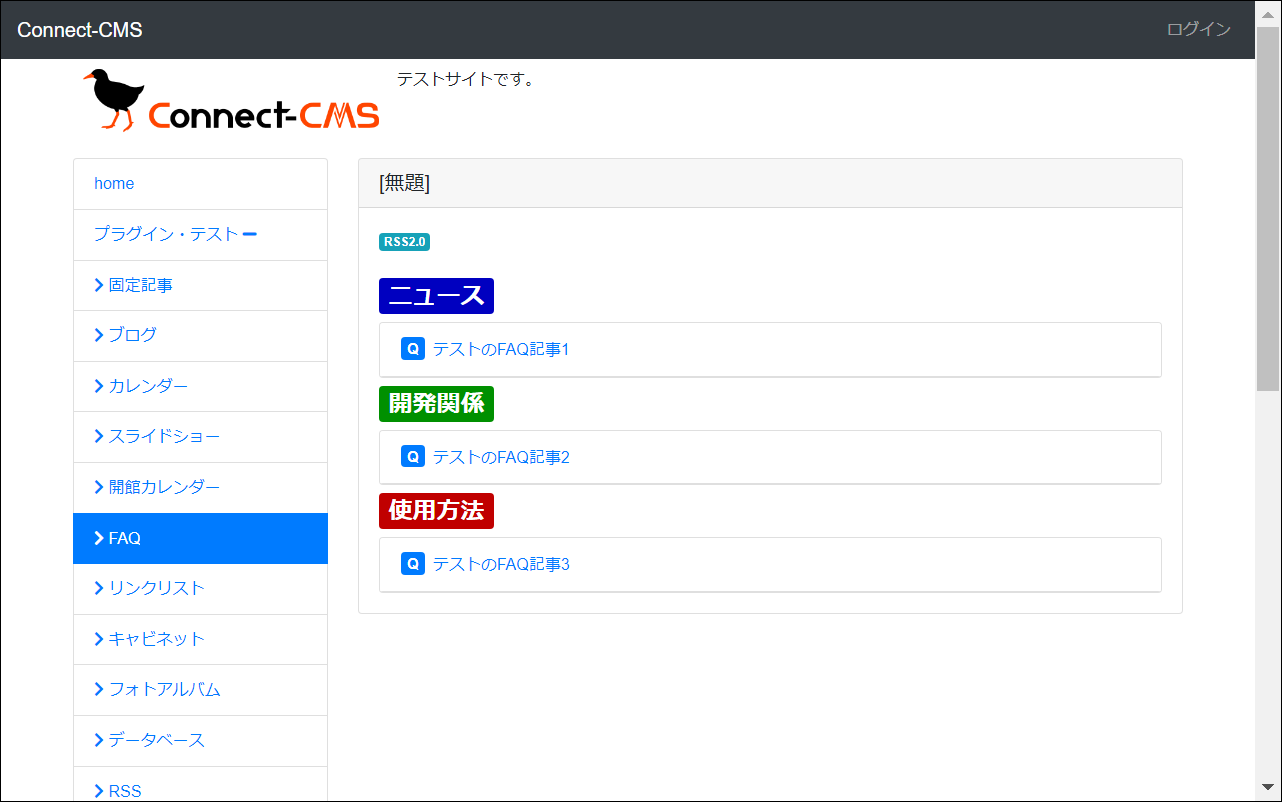 Connect-CMS
ログイン
Connect-CMS
テストサイトです。
home
プラグイン・テスト
固定記事
ブログ
カレンダー
スライドショー
開館カレンダー
FAQ
リンクリスト
キャビネット
フォトアルバム
データベース
RSS
[無題]
RSS2.0
ニュース
Q テストのFAQ記事1
開発関係
Q テストのFAQ記事2
使用方法
Q テストのFAQ記事3